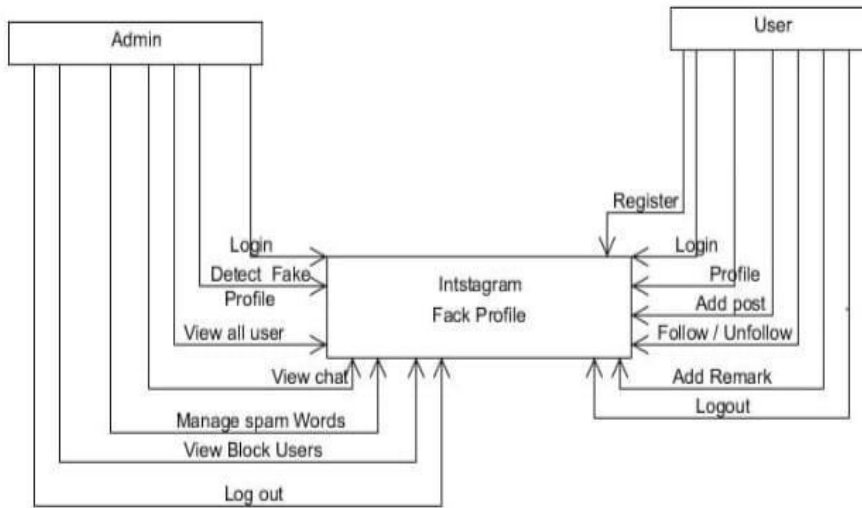 Admin
User
Register
Login
Login
Detect Fake
Profile
Intstagram
Fack Profile
Profile
Add post
View all user
Follow / Unfollow
View chat
Add Remark
Manage spam Words
Logout
View Block Users
Log out